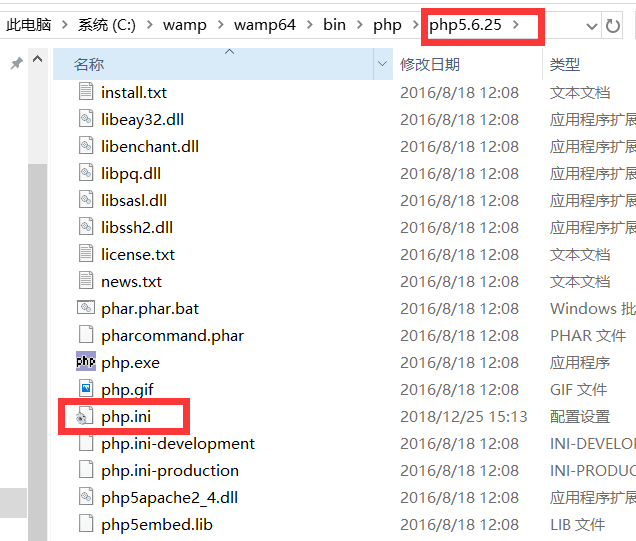 此电脑 系统 (C:) wamp wamp64 bin php php5.6.25
名称 修改日期 类型
install.txt 2016/8/18 12:08 文本文档
libeay32.dll 2016/8/18 12:08 应用程序扩展
libenchant.dll 2016/8/18 12:08 应用程序扩展
libpq.dll 2016/8/18 12:08 应用程序扩展
libsasl.dll 2016/8/18 12:08 应用程序扩展
libssh2.dll 2016/8/18 12:08 应用程序扩展
license.txt 2016/8/18 12:08 文本文档
news.txt 2016/8/18 12:08 文本文档
phar.phar.bat 2016/8/18 12:08 Windows 批
pharcommand.phar 2016/8/18 12:08 PHAR 文件
php php.exe 2016/8/18 12:08 应用程序
php.gif 2016/8/18 12:08 GIF 文件
php.ini 2018/12/25 15:13 配置设置
php.ini-development 2016/8/18 12:08 INI-DEVELO
php.ini-production 2016/8/18 12:08 INI-PRODUC
php5apache2_4.dll 2016/8/18 12:08 应用程序扩展
php5embed.lib 2016/8/18 12:08 LIB 文件